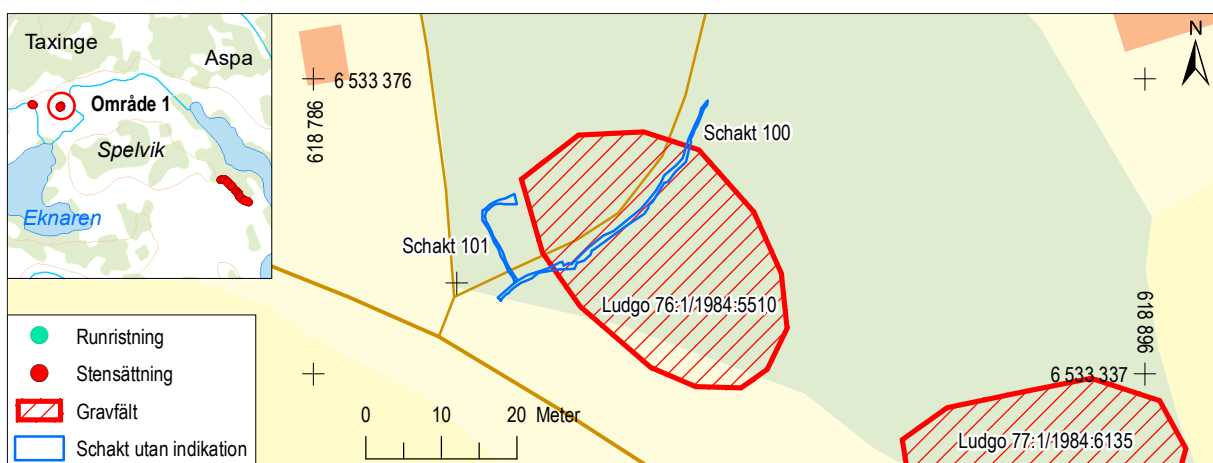 Taxinge
Aspa
Område 1
Spelvik
Eknaren
Runristning
Stensättning
Gravfält
Schakt utan indikation
6 533 376
618 786
Schakt 100
Schakt 101
Ludgo 76:1/1984:5510
N
618 896
6 533 337
Ludgo 77:1/1984:6135
0 10 20 Meter